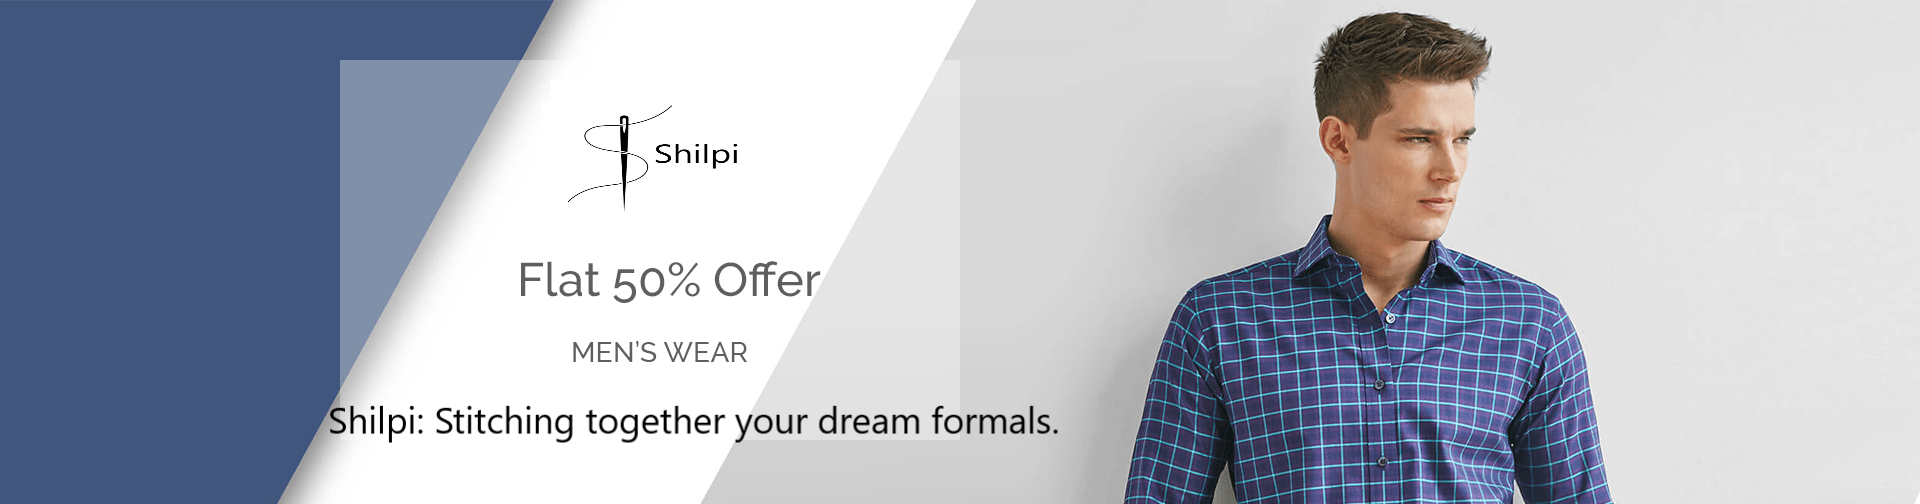 Shilpi
Flat 50% Offer
MEN’S WEAR
Shilpi: Stitching together your dream formals.